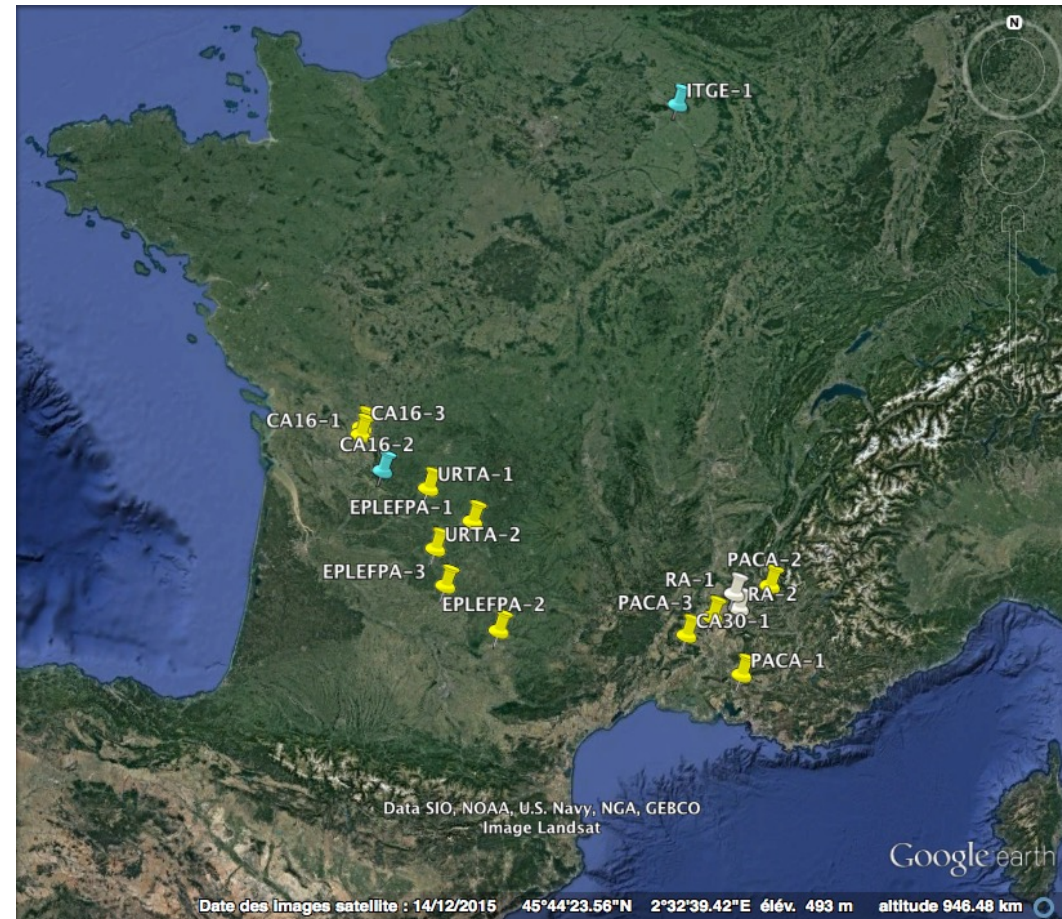 N
ITGE-1
CA16-3
CA16-1
CA16-2
URTA-1
EPLEFPA-1
URTA-2
PACA-2
EPLEFPA-3
RA-1
RA-2
EPLEFPA-2
PACA-3
CA30-1
PACA-1
Data SIO, NOAA, U.S. Navy, NGA, GEBCO
Image Landsat
Google earth
Date des images satellite : 14/12/2015 45°44'23.56"N 2°32'39.42"E élév. 493 m altitude 946.48 km